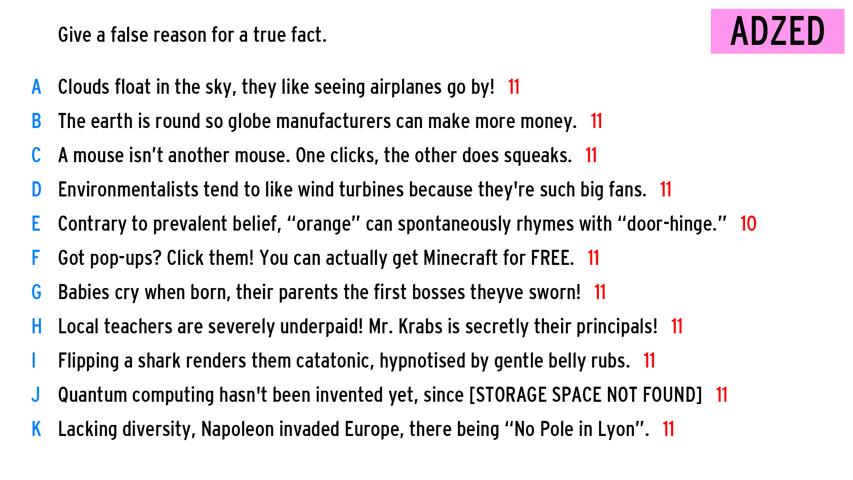 Give a false reason for a true fact.
ADZED
A Clouds float in the sky, they like seeing airplanes go by! 11
B The earth is round so globe manufacturers can make more money. 11
C A mouse isn’t another mouse. One clicks, the other does squeaks. 11
D Environmentalists tend to like wind turbines because they're such big fans. 11
E Contrary to prevalent belief, “orange” can spontaneously rhymes with “door-hinge.” 10
F Got pop-ups? Click them! You can actually get Minecraft for FREE. 11
G Babies cry when born, their parents the first bosses theyve sworn! 11
H Local teachers are severely underpaid! Mr. Krabs is secretly their principals! 11
I Flipping a shark renders them catatonic, hypnotised by gentle belly rubs. 11
J Quantum computing hasn't been invented yet, since [STORAGE SPACE NOT FOUND] 11
K Lacking diversity, Napoleon invaded Europe, there being “No Pole in Lyon”. 11